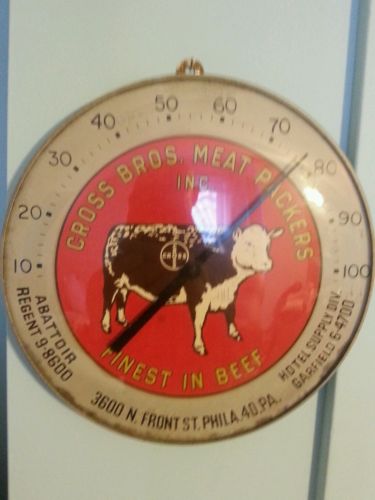 10
20
30
40
50
60
70
80
90
100
CROSS BROS. MEAT PACKERS
INC.
FINEST IN BEEF
ABATTOIR
REGENT 9-8600
3600 N. FRONT ST. PHILA. 40, PA.
HOTEL SUPPLY DIV.
GARFIELD 6-4700